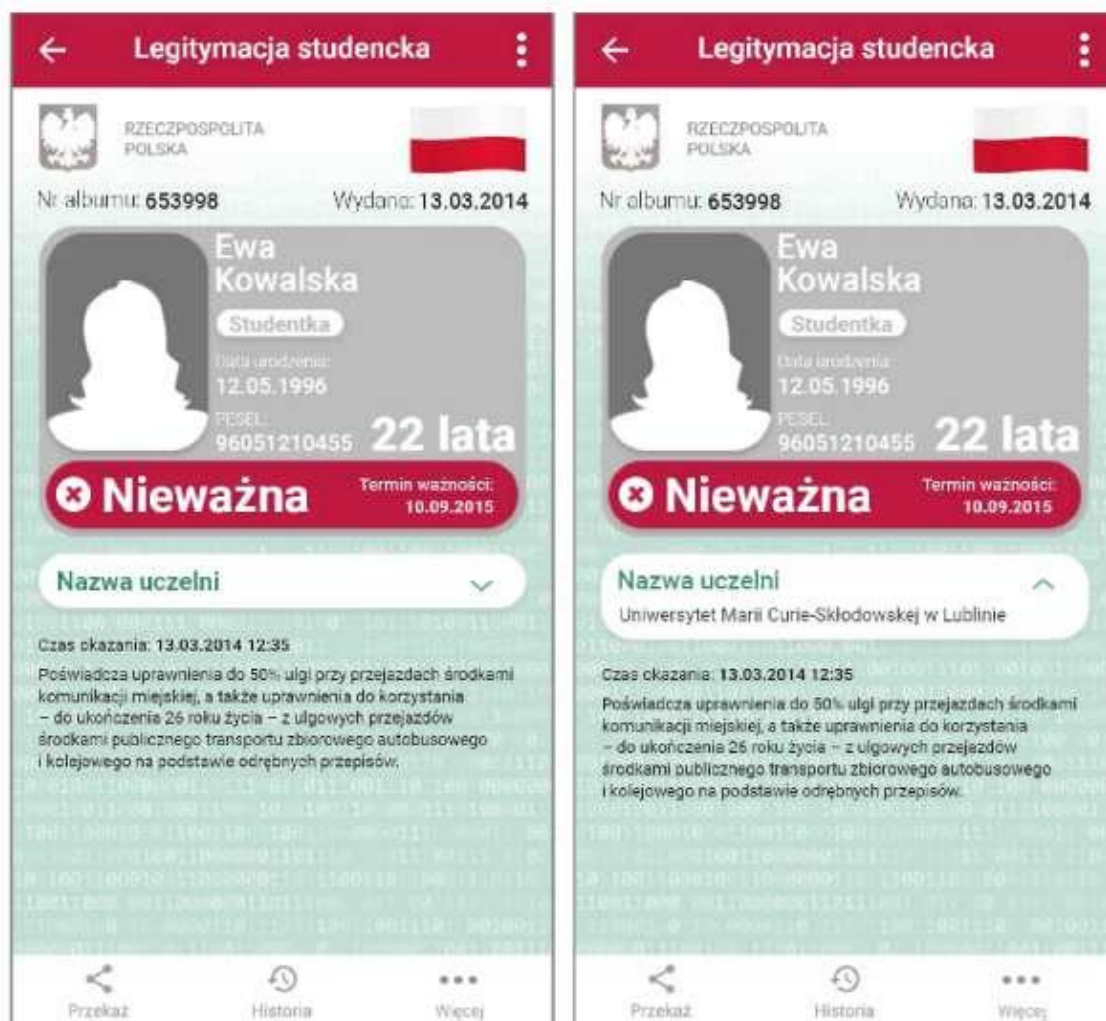 Legitymacja studencka
RZECZPOSPOLITA
POLSKA
Nr albumu: 653998 Wydana: 13.03.2014
Ewa
Kowalska
Studentka
Data urodzenia:
12.05.1996
PESEL:
96051210455 22 lata
Nieważna
Termin ważności:
10.09.2015
Nazwa uczelni
Czas okazania: 13.03.2014 12:35
Poświadcza uprawnienia do 50% ulgi przy przejazdach środkami
komunikacji miejskiej, a także uprawnienia do korzystania
– do ukończenia 26 roku życia – z ulgowych przejazdów
środkami publicznego transportu zbiorowego autobusowego
i kolejowego na podstawie odrębnych przepisów.
Przekaż Historia Więcej
Legitymacja studencka
RZECZPOSPOLITA
POLSKA
Nr albumu: 653998 Wydana: 13.03.2014
Ewa
Kowalska
Studentka
Data urodzenia:
12.05.1996
PESEL:
96051210455 22 lata
Nieważna
Termin ważności:
10.09.2015
Nazwa uczelni
Uniwersytet Marii Curie-Skłodowskej w Lublinie
Czas okazania: 13.03.2014 12:35
Poświadcza uprawnienia do 50% ulgi przy przejazdach środkami
komunikacji miejskiej, a także uprawnienia do korzystania
– do ukończenia 26 roku życia – z ulgowych przejazdów
środkami publicznego transportu zbiorowego autobusowego
i kolejowego na podstawie odrębnych przepisów.
Przekaż Historia Więcej